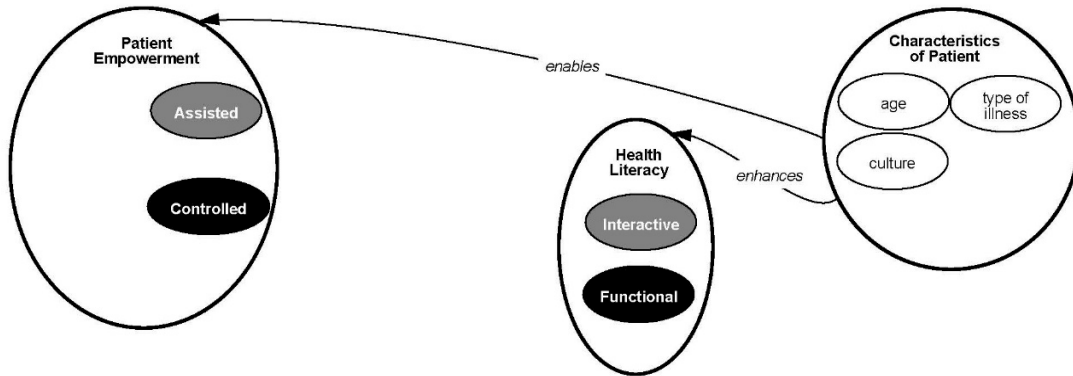 Patient
Empowerment
Assisted
Controlled
enables
Health
Literacy
Interactive
Functional
enhances
Characteristics
of Patient
age
type of
illness
culture